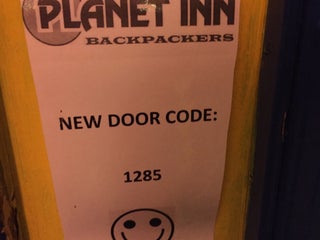 PLANET INN
BACKPACKERS
NEW DOOR CODE:
1285